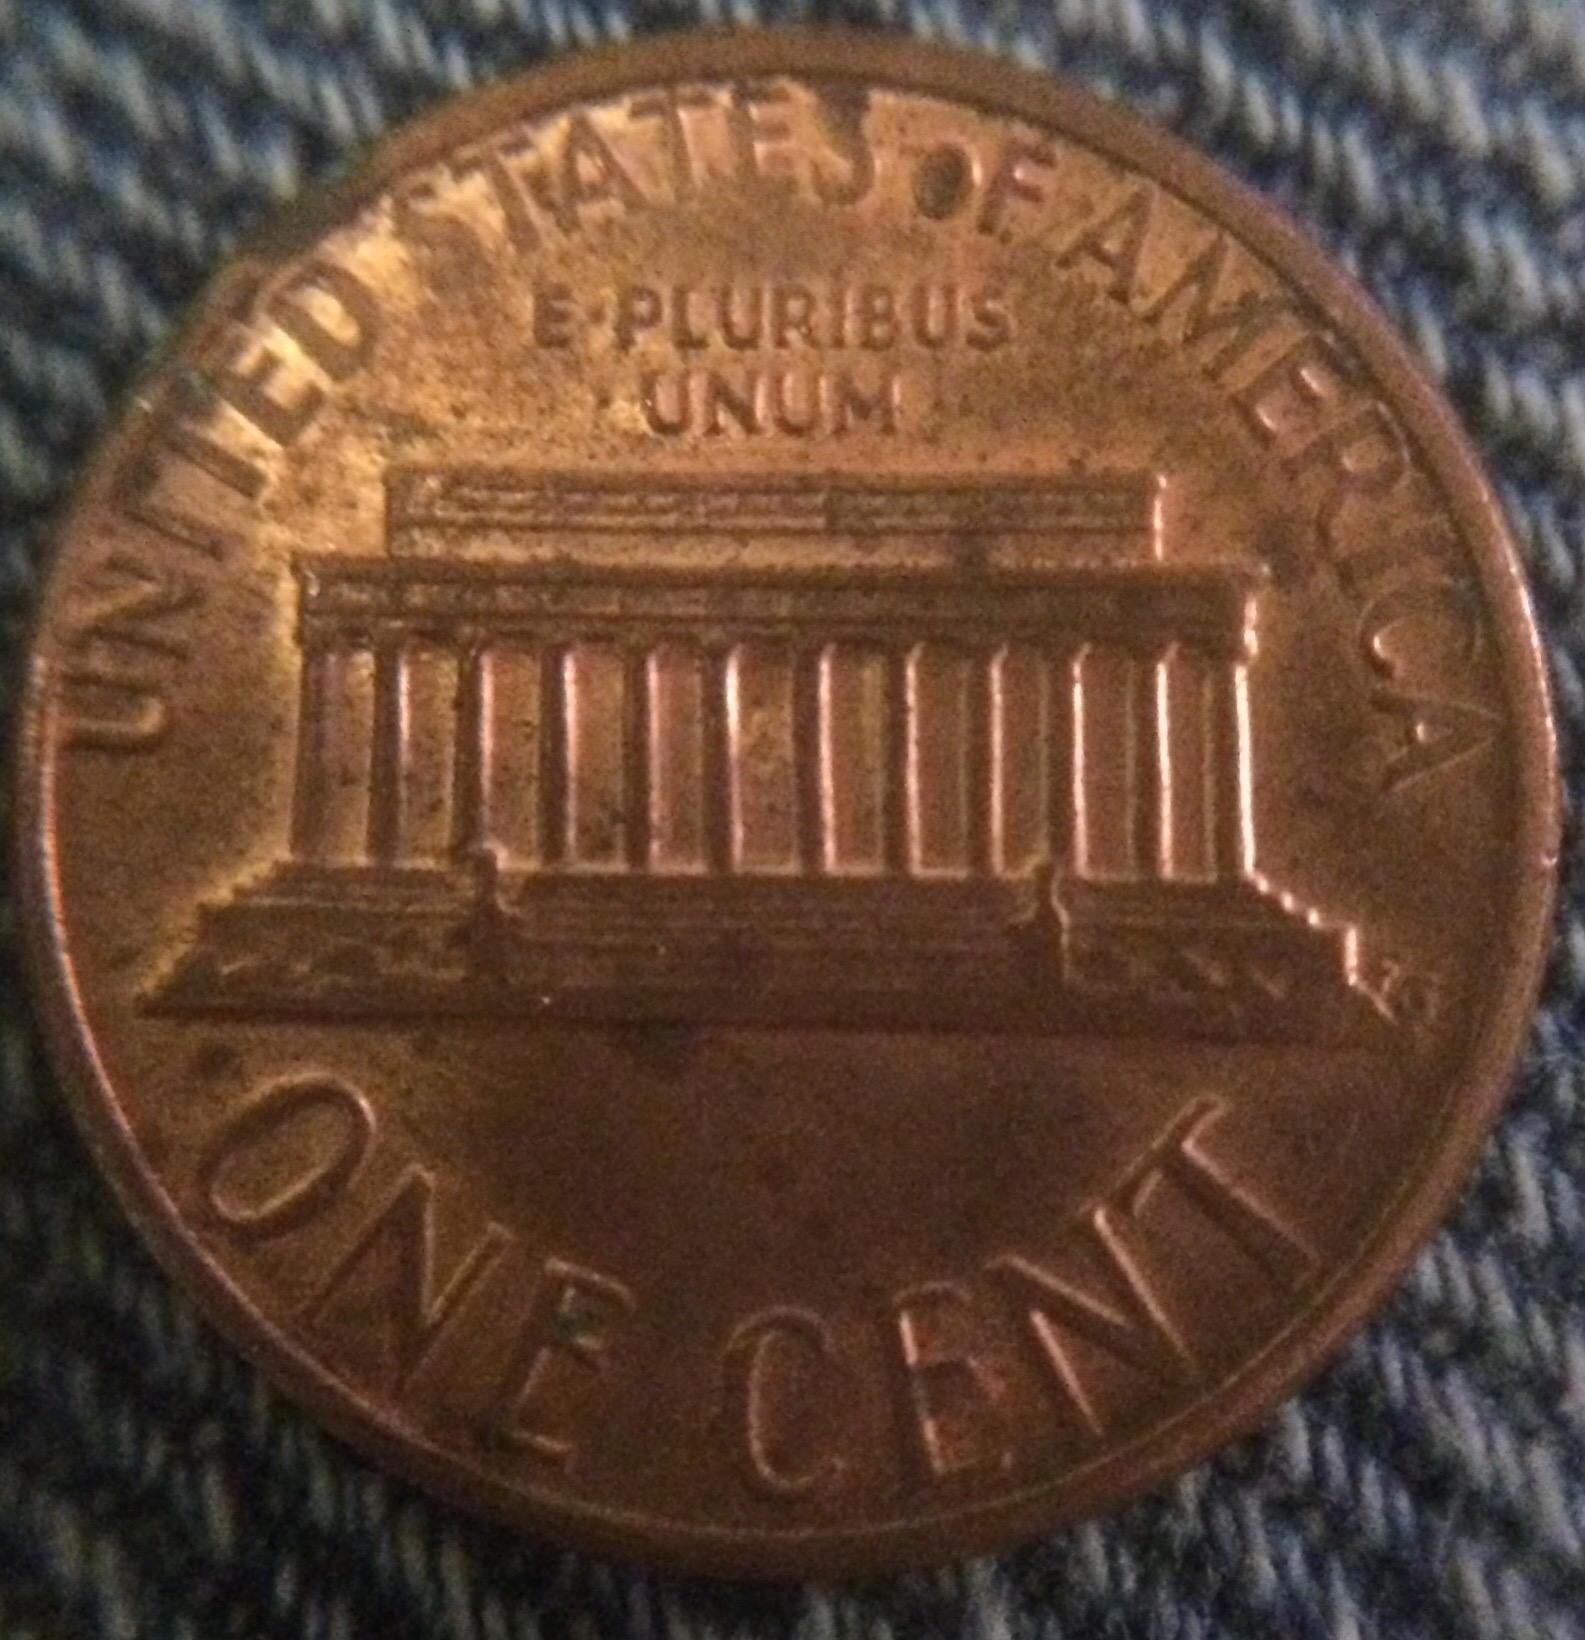 UNITED STATES OF AMERICA
E·PLURIBUS
UNUM
ONE CENT